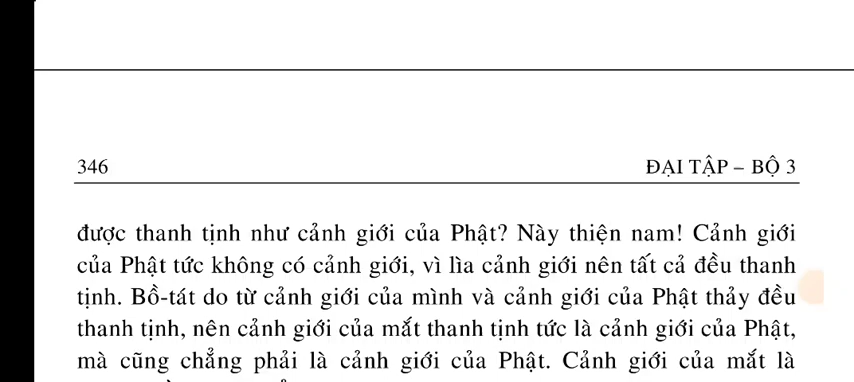 346
ĐẠI TẬP – BỘ 3
được thanh tịnh như cảnh giới của Phật? Này thiện nam! Cảnh giới
của Phật tức không có cảnh giới, vì lìa cảnh giới nên tất cả đều thanh
tịnh. Bồ-tát do từ cảnh giới của mình và cảnh giới của Phật thảy đều
thanh tịnh, nên cảnh giới của mắt thanh tịnh tức là cảnh giới của Phật,
mà cũng chẳng phải là cảnh giới của Phật. Cảnh giới của mắt là